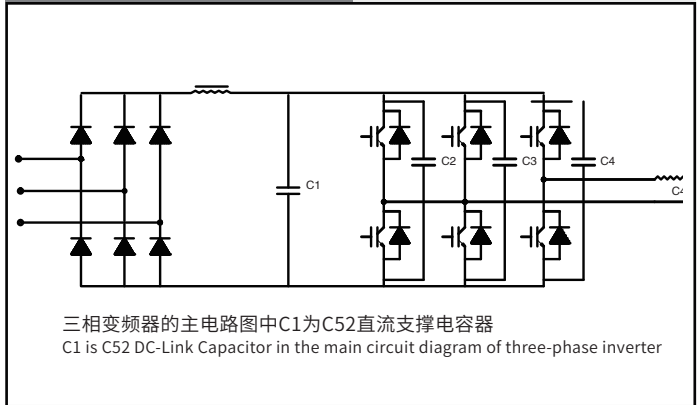 C1
C2
C3
C4
三相变频器的主电路图中C1为C52直流支撑电容器
C1 is C52 DC-Link Capacitor in the main circuit diagram of three-phase inverter